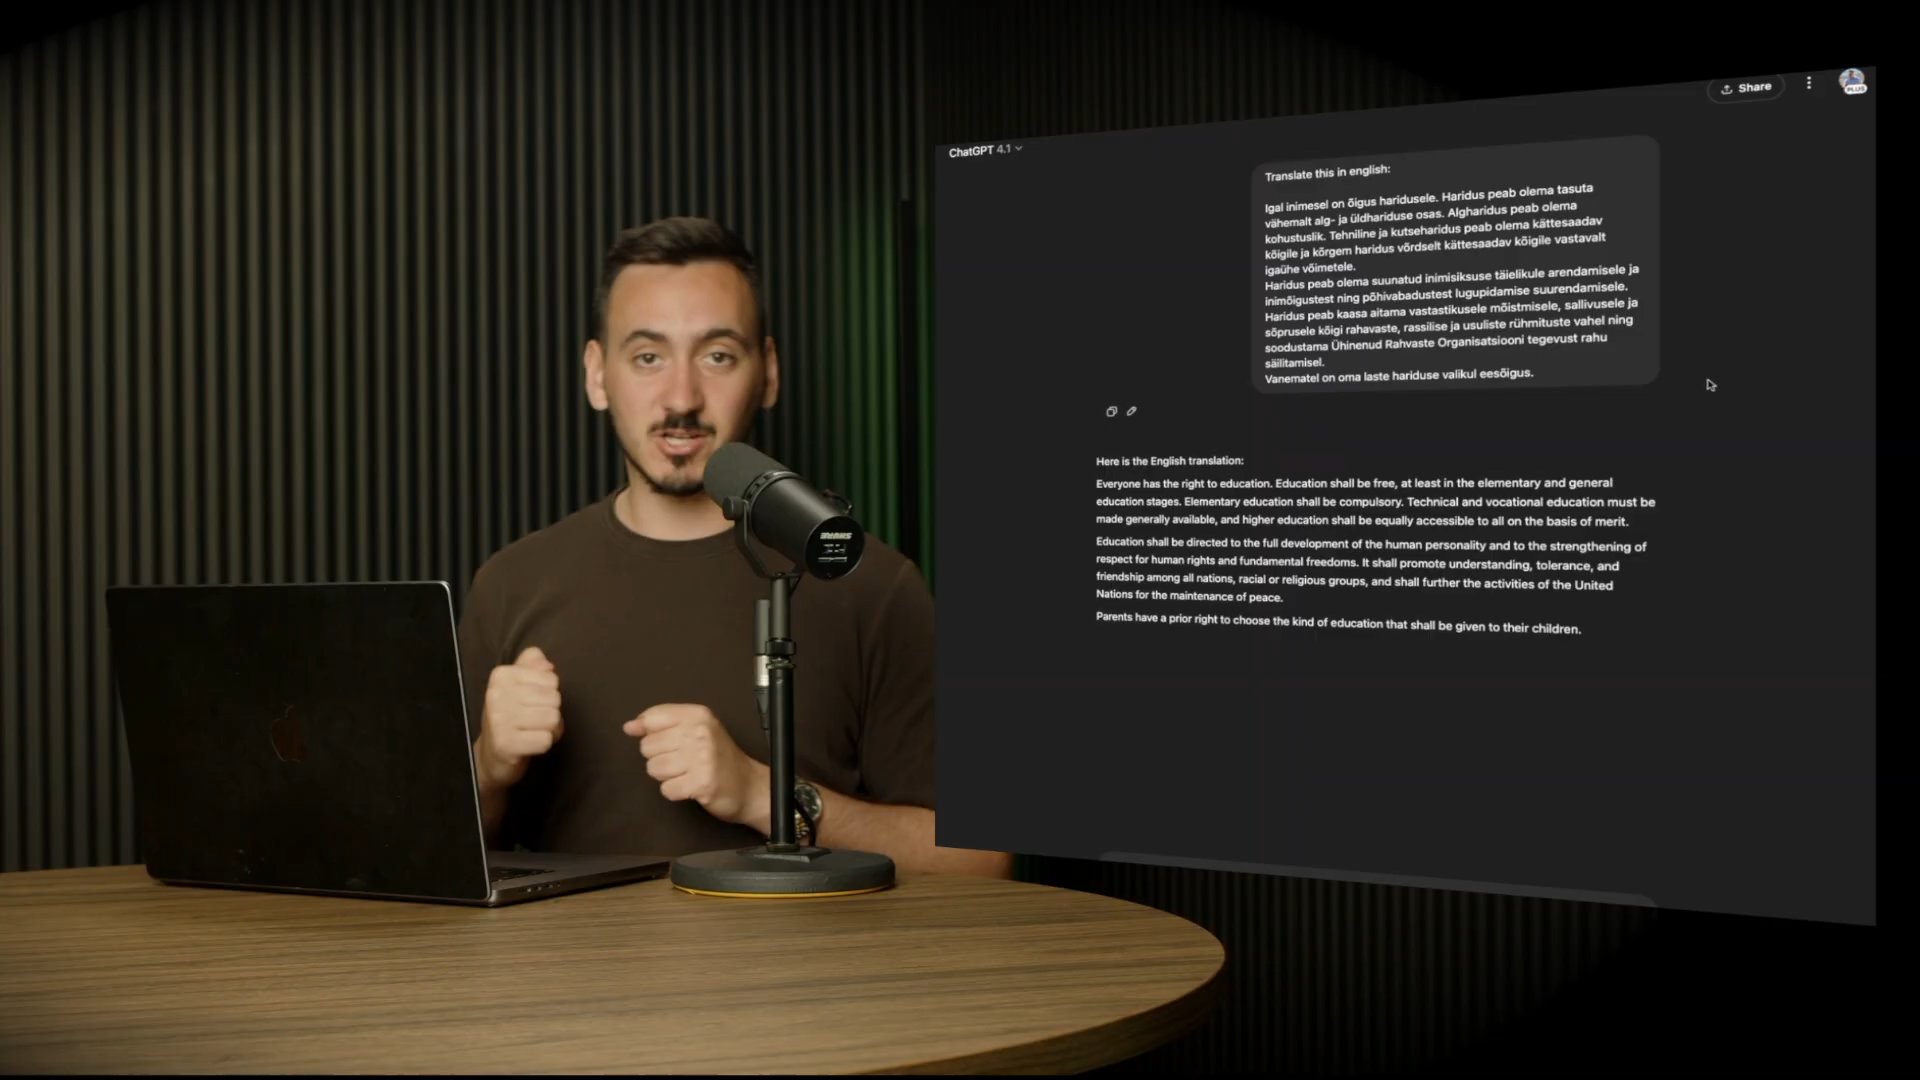 Share
PLUS
ChatGPT 4.1
Translate this in english:
Igal inimesel on õigus haridusele. Haridus peab olema tasuta
vähemalt alg- ja üldhariduse osas. Algharidus peab olema
kohustuslik. Tehniline ja kutseharidus peab olema kättesaadav
kõigile ja kõrgem haridus võrdselt kättesaadav kõigile vastavalt
igaühe võimetele.
Haridus peab olema suunatud inimisiksuse täielikule arendamisele ja
inimõigustest ning põhivabadustest lugupidamise suurendamisele.
Haridus peab kaasa aitama vastastikusele mõistmisele, sallivusele ja
sõprusele kõigi rahvaste, rassilise ja usuliste rühmituste vahel ning
soodustama Ühinenud Rahvaste Organisatsiooni tegevust rahu
säilitamisel.
Vanematel on oma laste hariduse valikul eesõigus.
Here is the English translation:
Everyone has the right to education. Education shall be free, at least in the elementary and general
education stages. Elementary education shall be compulsory. Technical and vocational education must be
made generally available, and higher education shall be equally accessible to all on the basis of merit.
Education shall be directed to the full development of the human personality and to the strengthening of
respect for human rights and fundamental freedoms. It shall promote understanding, tolerance, and
friendship among all nations, racial or religious groups, and shall further the activities of the United
Nations for the maintenance of peace.
Parents have a prior right to choose the kind of education that shall be given to their children.